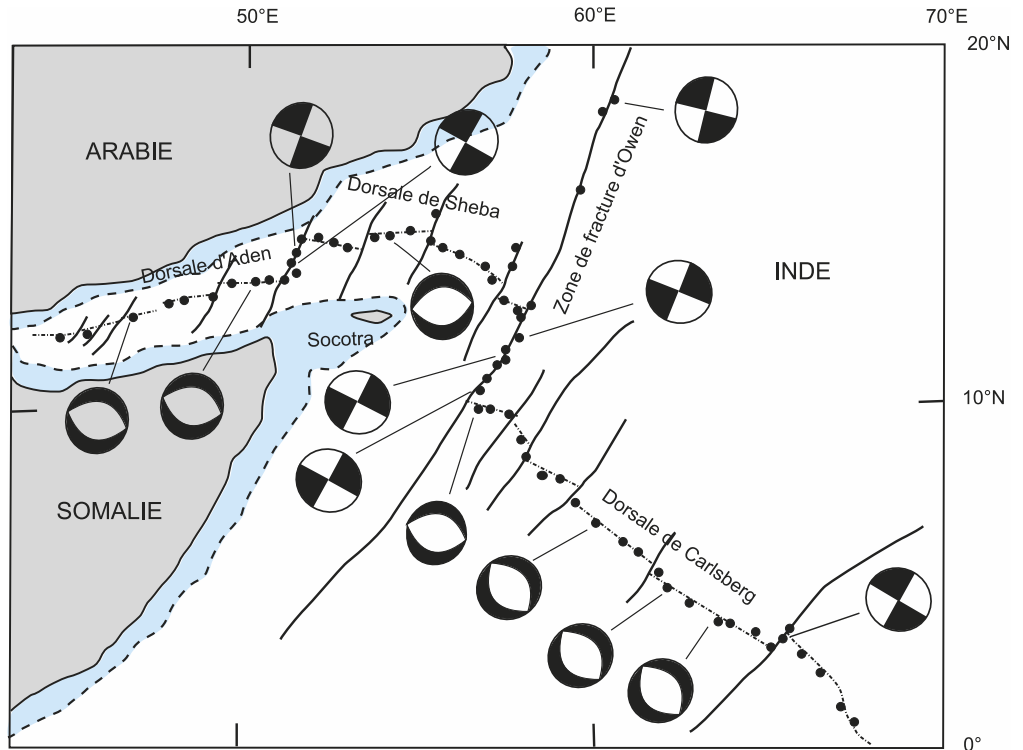 50°E
60°E
70°E
20°N
ARABIE
Dorsale de Sheba
Zone de fracture d'Owen
Dorsale d'Aden
INDE
Socotra
10°N
SOMALIE
Dorsale de Carlsberg
0°